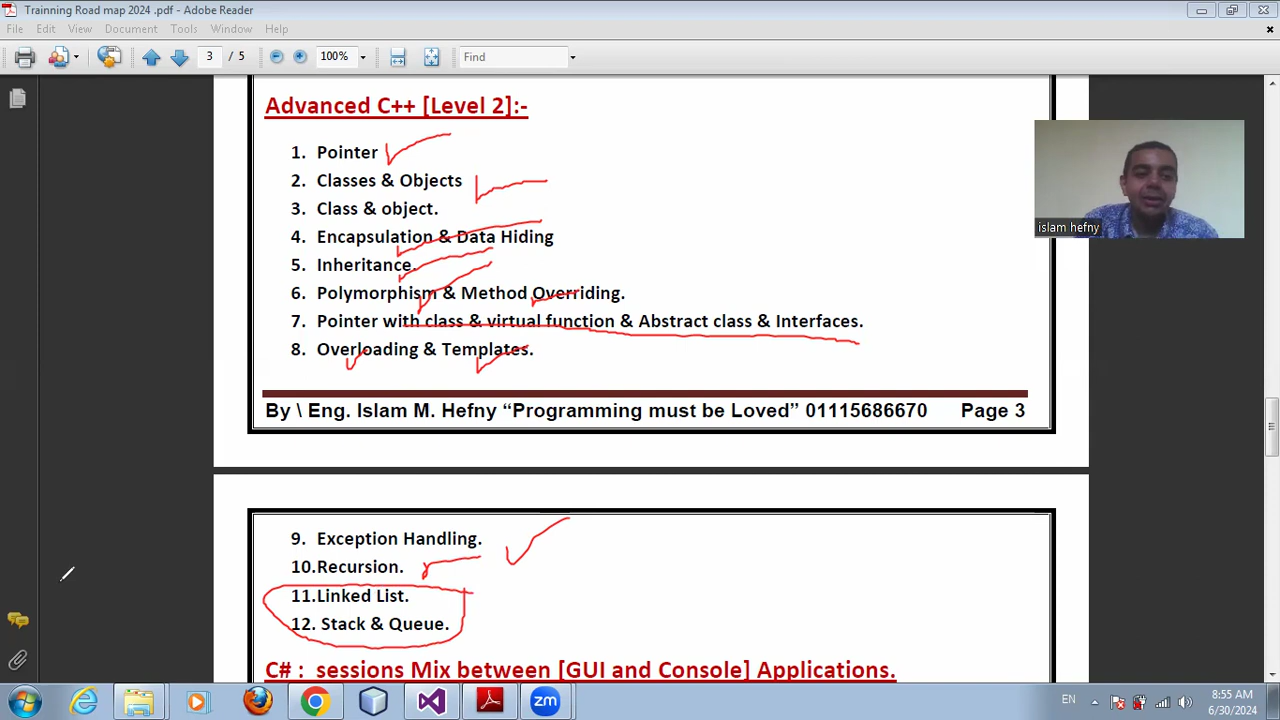 Trainning Road map 2024 .pdf - Adobe Reader
File Edit View Document Tools Window Help
3 / 5 100% Find
Advanced C++ [Level 2]:-
1. Pointer
2. Classes & Objects
3. Class & object.
4. Encapsulation & Data Hiding
5. Inheritance.
6. Polymorphism & Method Overriding.
7. Pointer with class & virtual function & Abstract class & Interfaces.
8. Overloading & Templates.
islam hefny
By \ Eng. Islam M. Hefny “Programming must be Loved” 01115686670 Page 3
9. Exception Handling.
10.Recursion.
11.Linked List.
12. Stack & Queue.
C# : sessions Mix between [GUI and Console] Applications.
zm
EN
8:55 AM
6/30/2024